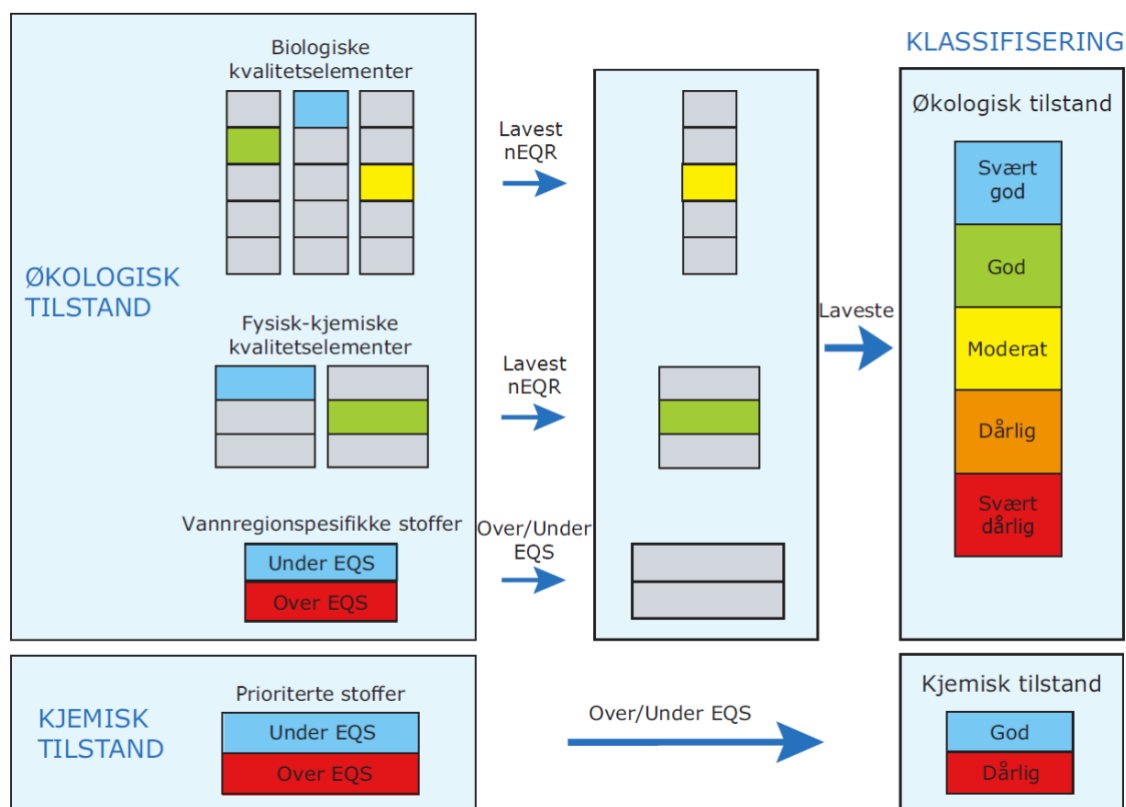 Biologiske
kvalitetselementer
Lavest
nEQR
ØKOLOGISK
TILSTAND
Fysisk-kjemiske
kvalitetselementer
Lavest
nEQR
Vannregionspesifikke stoffer
Under EQS
Over EQS
Over/Under
EQS
Laveste
KLASSIFISERING
Økologisk tilstand
Svært
god
God
Moderat
Dårlig
Svært
dårlig
KJEMISK
TILSTAND
Prioriterte stoffer
Under EQS
Over EQS
Over/Under EQS
Kjemisk tilstand
God
Dårlig